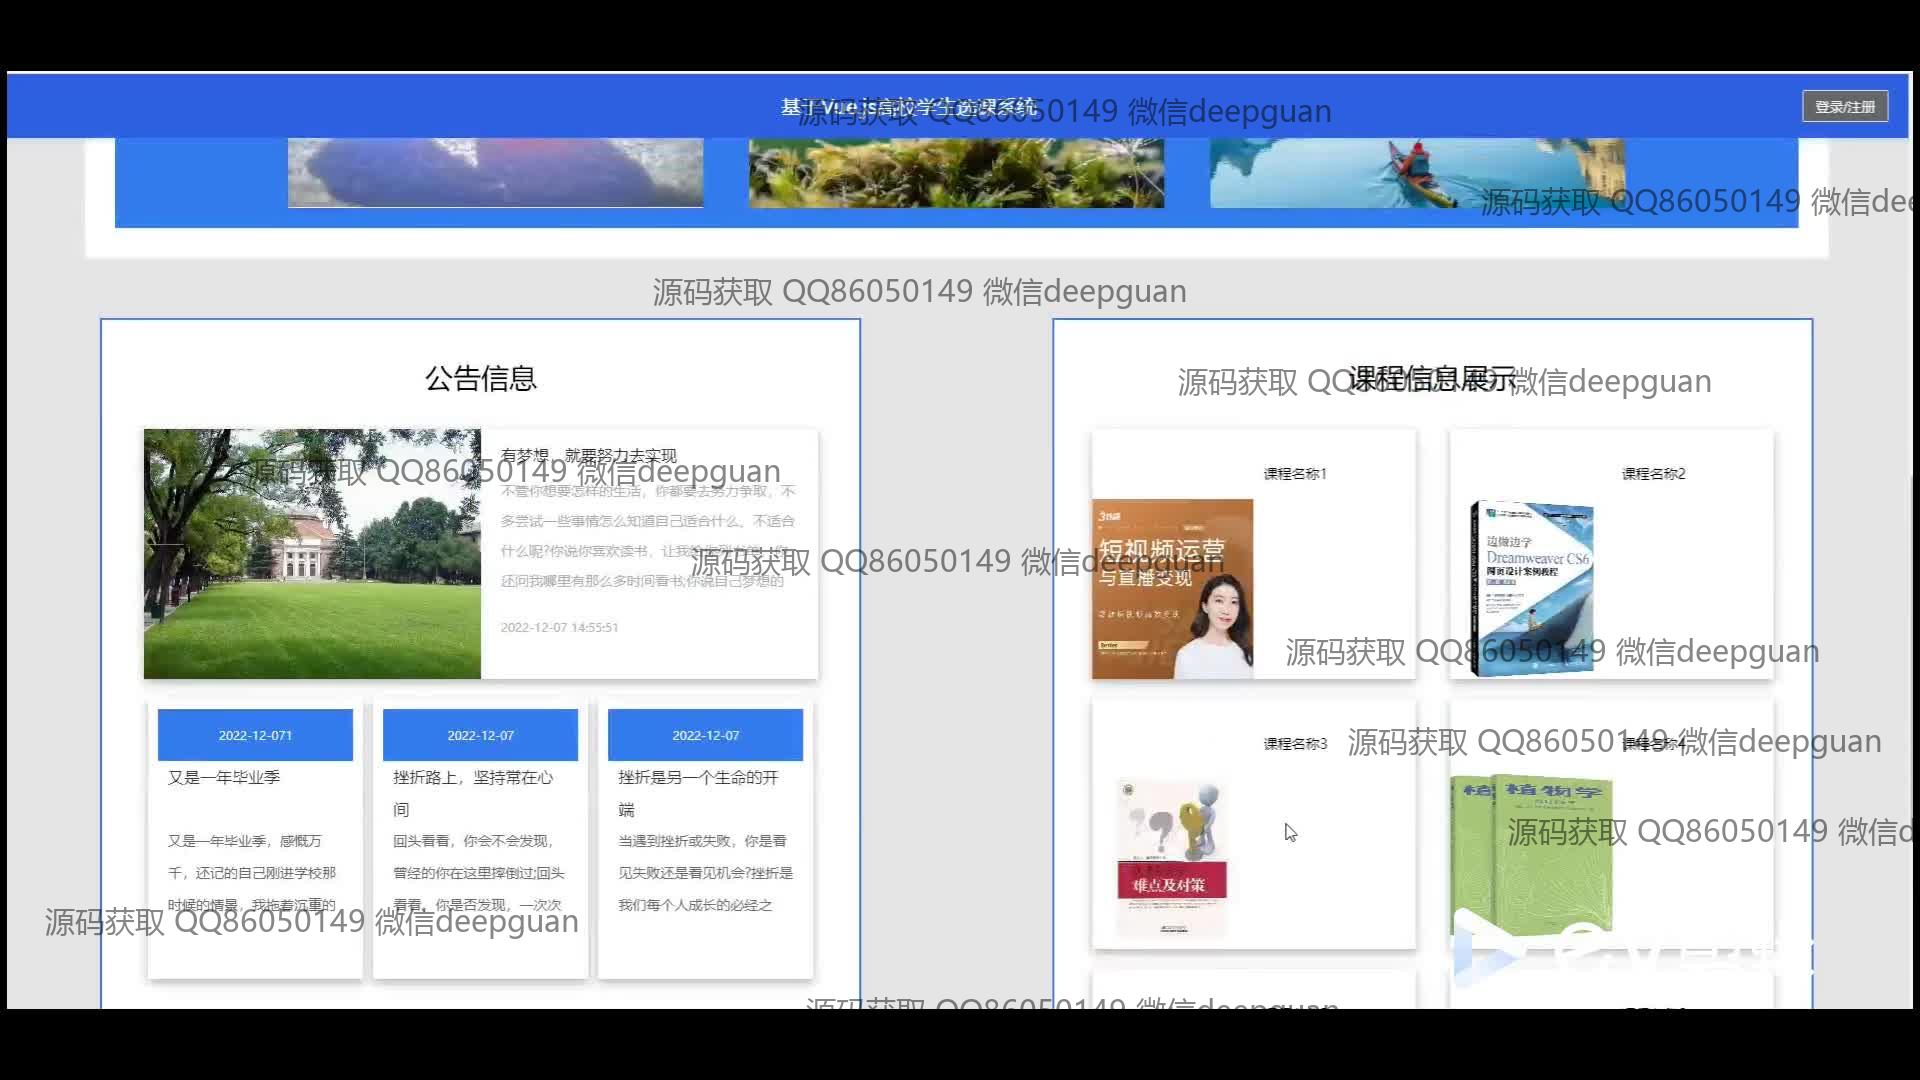 基于Vue.js高校学生选课系统
登录/注册
源码获取 QQ86050149 微信deepguan
源码获取 QQ86050149 微信dee
源码获取 QQ86050149 微信deepguan
公告信息
有梦想，就要努力去实现
不管你想要怎样的生活，你都要去努力争取，不
多尝试一些事情怎么知道自己适合什么、不适合
什么呢?你说你喜欢读书，让我
还问我哪里有那么多时间看书;你说自己梦想的
2022-12-07 14:55:51
源码获取 QQ86050149 微信deepguan
源码获取 QQ86050149 微信deepguan
2022-12-071
又是一年毕业季
又是一年毕业季，感慨万
千，还记的自己刚进学校那
时候的情景，我拖着沉重的
2022-12-07
挫折路上，坚持常在心
间
回头看看，你会不会发现，
曾经的你在这里摔倒过;回头
看看，你是否发现，一次次
2022-12-07
挫折是另一个生命的开
端
当遇到挫折或失败，你是看
见失败还是看见机会?挫折是
我们每个人成长的必经之
源码获取 QQ86050149 微信deepguan
课程信息展示
源码获取 QQ86050149 微信deepguan
课程名称1
短视频运营
与直播变现
课程名称2
边做边学
Dreamweaver CS6
网页设计案例教程
源码获取 QQ86050149 微信deepguan
课程名称3
难点及对策
课程名称4
植物学
源码获取 QQ86050149 微信deepguan
源码获取 QQ86050149 微信d
源码获取 QQ86050149 微信deepguan